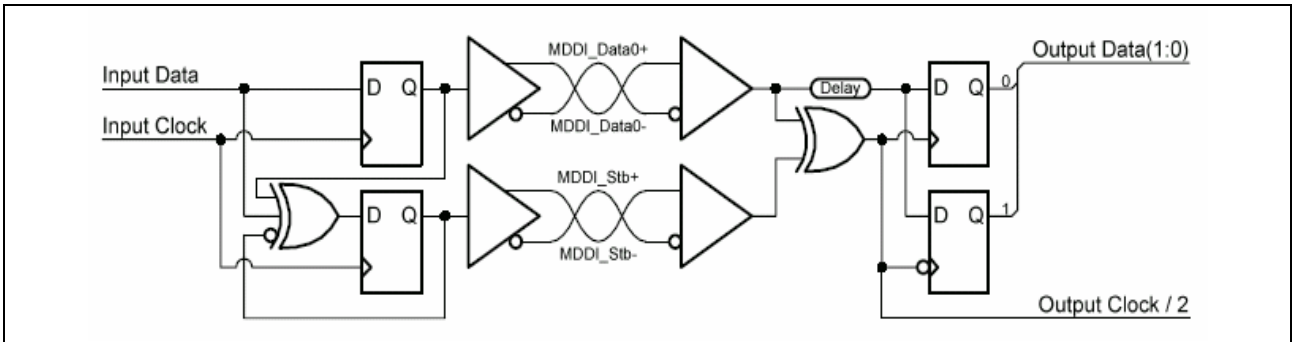 Input Data
Input Clock
D Q
D Q
MDDI_Data0+
MDDI_Data0-
MDDI_Stb+
MDDI_Stb-
Delay
D Q
0
D Q
1
Output Data(1:0)
Output Clock / 2